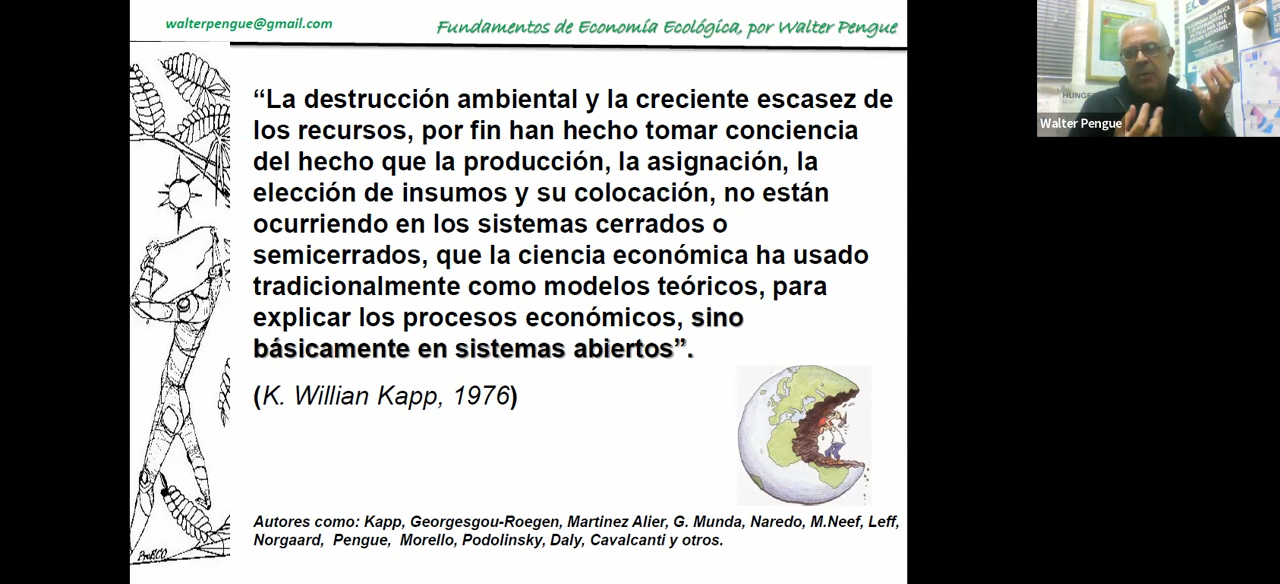 walterpengue@gmail.com
Fundamentos de Economía Ecológica, por Walter Pengue
“La destrucción ambiental y la creciente escasez de
los recursos, por fin han hecho tomar conciencia
del hecho que la producción, la asignación, la
elección de insumos y su colocación, no están
ocurriendo en los sistemas cerrados o
semicerrados, que la ciencia económica ha usado
tradicionalmente como modelos teóricos, para
explicar los procesos económicos, sino
básicamente en sistemas abiertos”.
(K. Willian Kapp, 1976)
Autores como: Kapp, Georgesgou-Roegen, Martinez Alier, G. Munda, Naredo, M.Neef, Leff,
Norgaard, Pengue, Morello, Podolinsky, Daly, Cavalcanti y otros.
HUNGER
Walter Pengue